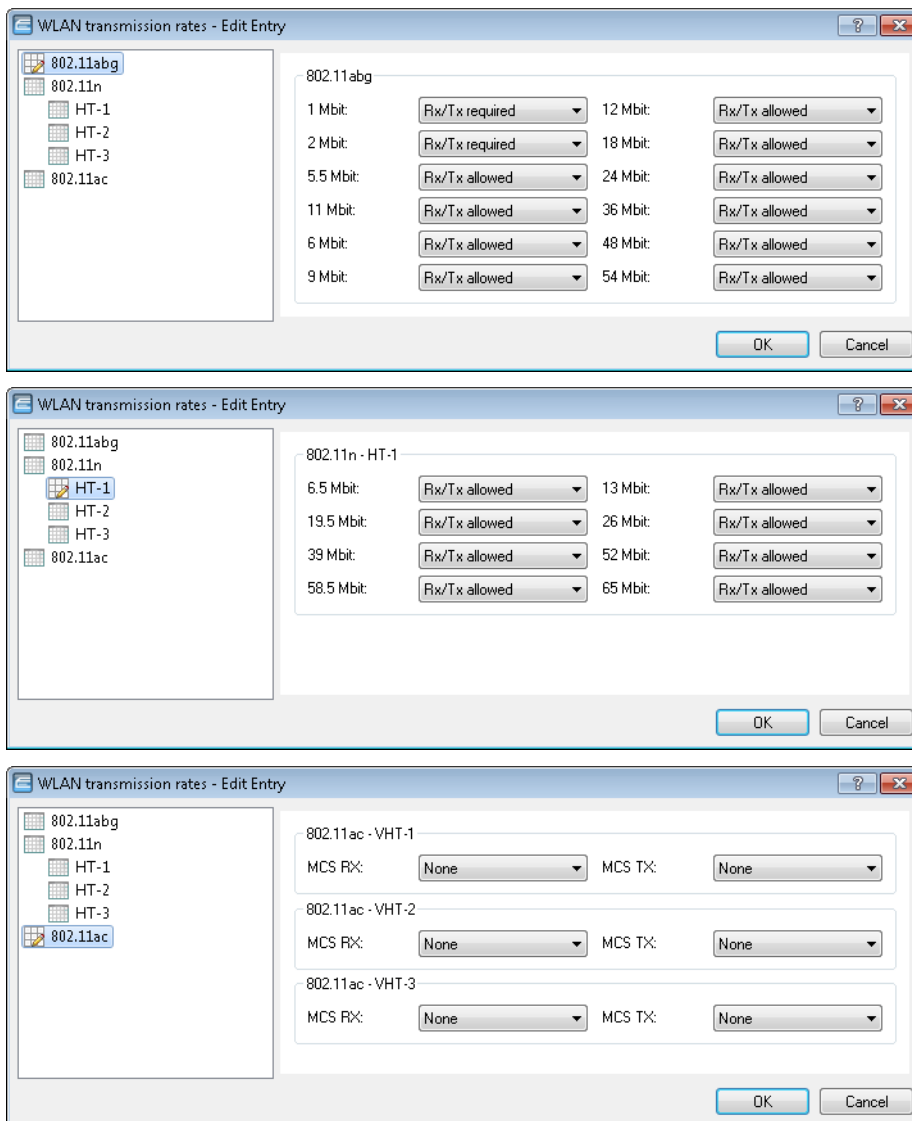 WLAN transmission rates - Edit Entry
802.11abg
802.11n
HT-1
HT-2
HT-3
802.11ac
802.11abg
1 Mbit: Rx/Tx required 12 Mbit: Rx/Tx allowed
2 Mbit: Rx/Tx required 18 Mbit: Rx/Tx allowed
5.5 Mbit: Rx/Tx allowed 24 Mbit: Rx/Tx allowed
11 Mbit: Rx/Tx allowed 36 Mbit: Rx/Tx allowed
6 Mbit: Rx/Tx allowed 48 Mbit: Rx/Tx allowed
9 Mbit: Rx/Tx allowed 54 Mbit: Rx/Tx allowed
OK Cancel
WLAN transmission rates - Edit Entry
802.11abg
802.11n
HT-1
HT-2
HT-3
802.11ac
802.11n - HT-1
6.5 Mbit: Rx/Tx allowed 13 Mbit: Rx/Tx allowed
19.5 Mbit: Rx/Tx allowed 26 Mbit: Rx/Tx allowed
39 Mbit: Rx/Tx allowed 52 Mbit: Rx/Tx allowed
58.5 Mbit: Rx/Tx allowed 65 Mbit: Rx/Tx allowed
OK Cancel
WLAN transmission rates - Edit Entry
802.11abg
802.11n
HT-1
HT-2
HT-3
802.11ac
802.11ac - VHT-1
MCS RX: None MCS TX: None
802.11ac - VHT-2
MCS RX: None MCS TX: None
802.11ac - VHT-3
MCS RX: None MCS TX: None
OK Cancel